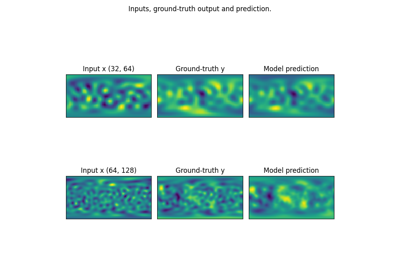 Inputs, ground-truth output and prediction.
Input x (32, 64) Ground-truth y Model prediction
Input x (64, 128) Ground-truth y Model prediction